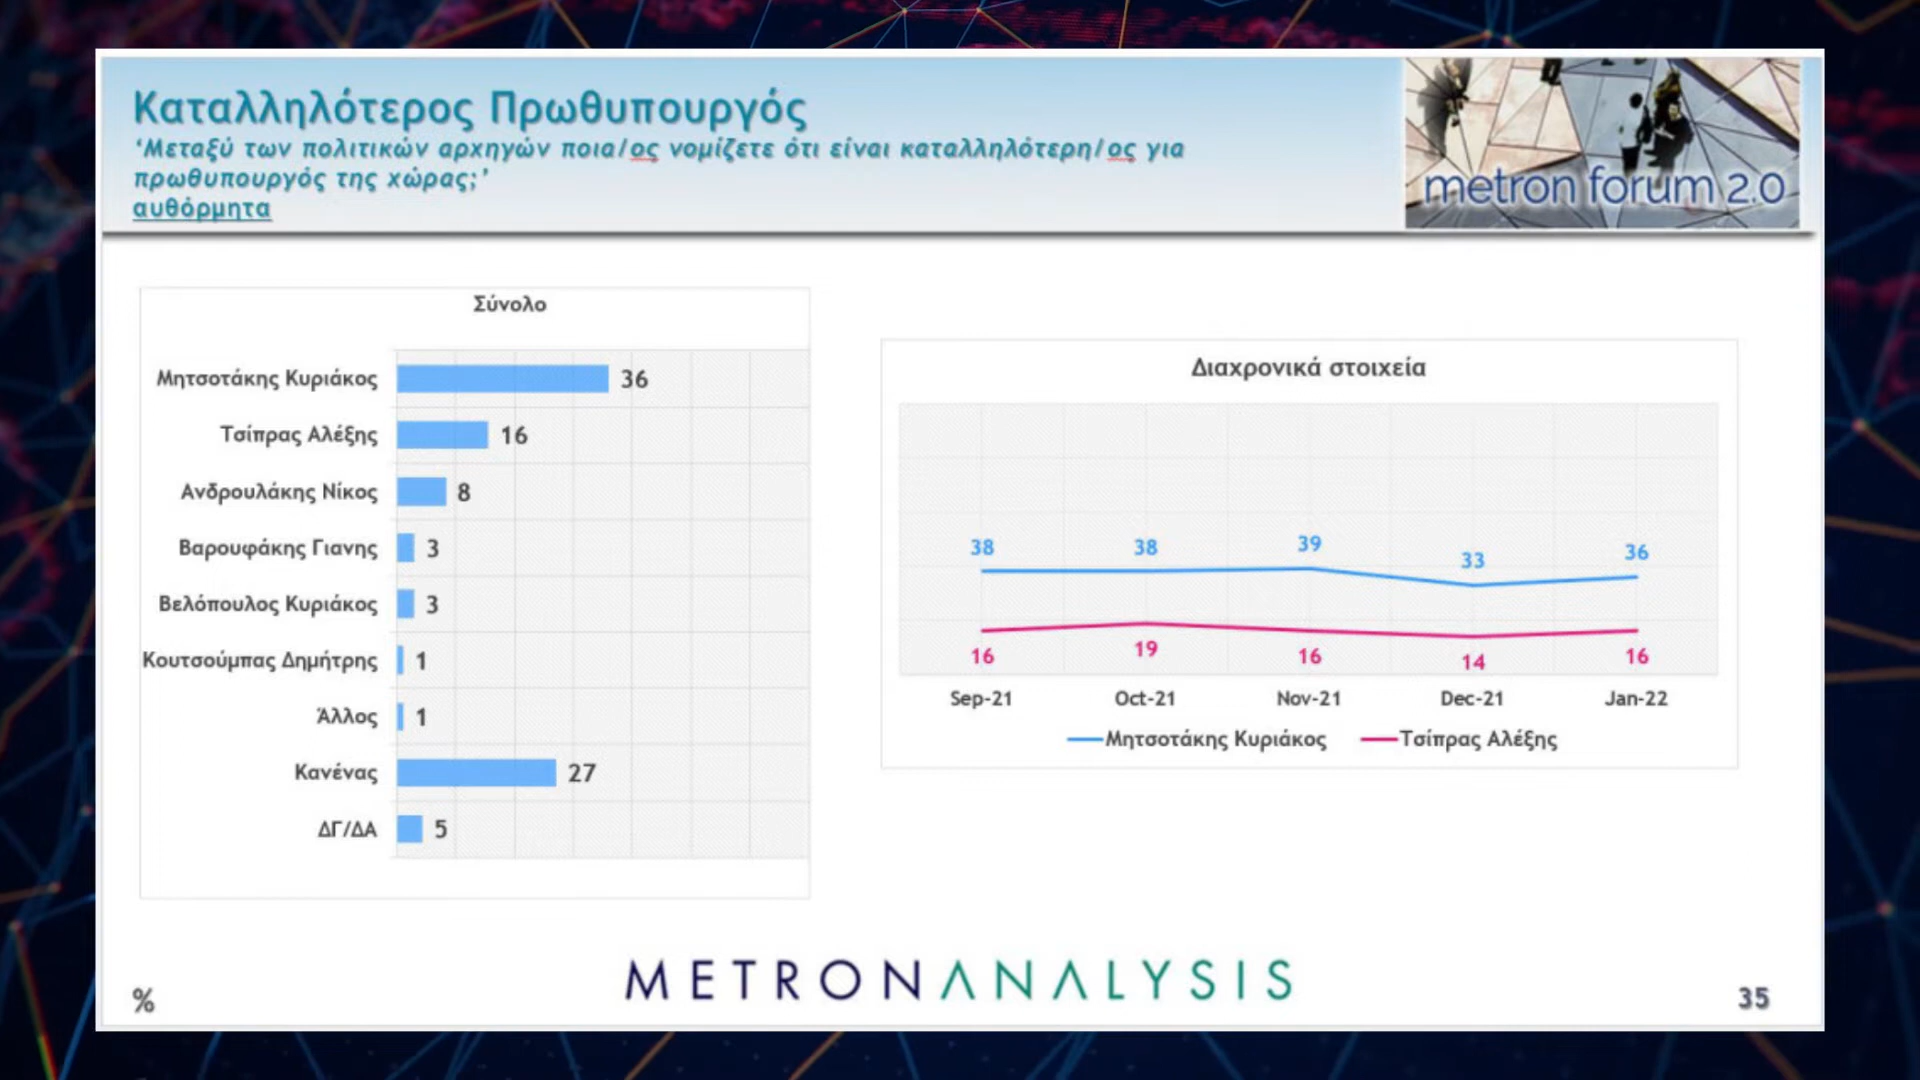 Καταλληλότερος Πρωθυπουργός
‘Μεταξύ των πολιτικών αρχηγών ποια/ος νομίζετε ότι είναι καταλληλότερη/ος για
πρωθυπουργός της χώρας;’
αυθόρμητα
metron forum 2.0
Σύνολο
Μητσοτάκης Κυριάκος 36
Τσίπρας Αλέξης 16
Ανδρουλάκης Νίκος 8
Βαρουφάκης Γιανης 3
Βελόπουλος Κυριάκος 3
Κουτσούμπας Δημήτρης 1
Άλλος 1
Κανένας 27
ΔΓ/ΔΑ 5
Διαχρονικά στοιχεία
38 38 39 33 36
16 19 16 14 16
Sep-21 Oct-21 Nov-21 Dec-21 Jan-22
Μητσοτάκης Κυριάκος Τσίπρας Αλέξης
METRONANALYSIS
%
35